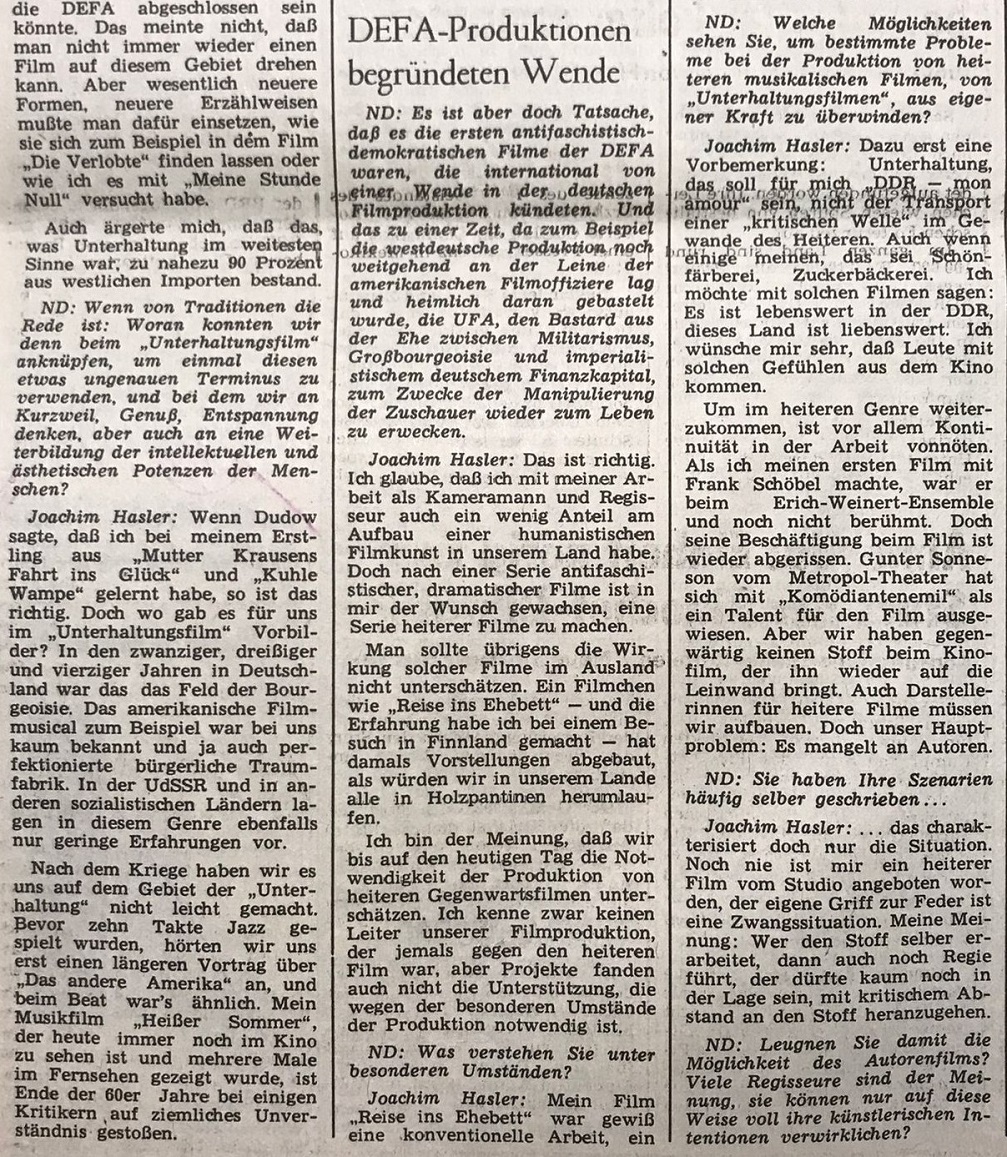 die DEFA abgeschlossen sein
könnte. Das meinte nicht, daß
man nicht immer wieder einen
Film auf diesem Gebiet drehen
kann. Aber wesentlich neuere
Formen, neuere Erzählweisen
mußte man dafür einsetzen, wie
sie sich zum Beispiel in dem Film
„Die Verlobte“ finden lassen oder
wie ich es mit „Meine Stunde
Null“ versucht habe.
Auch ärgerte mich, daß das,
was Unterhaltung im weitesten
Sinne war, zu nahezu 90 Prozent
aus westlichen Importen bestand.
ND: Wenn von Traditionen die
Rede ist: Woran konnten wir
denn beim „Unterhaltungsfilm“
anknüpfen, um einmal diesen
etwas ungenauen Terminus zu
verwenden, und bei dem wir an
Kurzweil, Genuß, Entspannung
denken, aber auch an eine Wei-
terbildung der intellektuellen und
ästhetischen Potenzen der Men-
schen?
Joachim Hasler: Wenn Dudow
sagte, daß ich bei meinem Erst-
ling aus „Mutter Krausens
Fahrt ins Glück“ und „Kuhle
Wampe“ gelernt habe, so ist das
richtig. Doch wo gab es für uns
im „Unterhaltungsfilm“ Vorbil-
der? In den zwanziger, dreißiger
und vierziger Jahren in Deutsch-
land war das das Feld der Bour-
geoisie. Das amerikanische Film-
musical zum Beispiel war bei uns
kaum bekannt und ja auch per-
fektionierte bürgerliche Traum-
fabrik. In der UdSSR und in an-
deren sozialistischen Ländern la-
gen in diesem Genre ebenfalls
nur geringe Erfahrungen vor.
Nach dem Kriege haben wir es
uns auf dem Gebiet der „Unter-
haltung“ nicht leicht gemacht.
Bevor zehn Takte Jazz ge-
spielt wurden, hörten wir uns
erst einen längeren Vortrag über
„Das andere Amerika“ an, und
beim Beat war's ähnlich. Mein
Musikfilm „Heißer Sommer“,
der heute immer noch im Kino
zu sehen ist und mehrere Male
im Fernsehen gezeigt wurde, ist
Ende der 60er Jahre bei einigen
Kritikern auf ziemliches Unver-
ständnis gestoßen.
DEFA-Produktionen
begründeten Wende
ND: Es ist aber doch Tatsache,
daß es die ersten antifaschistisch-
demokratischen Filme der DEFA
waren, die international von
einer Wende in der deutschen
Filmproduktion kündeten. Und
das zu einer Zeit, da zum Beispiel
die westdeutsche Produktion noch
weitgehend an der Leine der
amerikanischen Filmoffiziere lag
und heimlich daran gebastelt
wurde, die UFA, den Bastard aus
der Ehe zwischen Militarismus,
Großbourgeoisie und imperiali-
stischem deutschem Finanzkapital,
zum Zwecke der Manipulierung
der Zuschauer wieder zum Leben
zu erwecken.
Joachim Hasler: Das ist richtig.
Ich glaube, daß ich mit meiner Ar-
beit als Kameramann und Regis-
seur auch ein wenig Anteil am
Aufbau einer humanistischen
Filmkunst in unserem Land habe.
Doch nach einer Serie antifaschi-
stischer, dramatischer Filme ist in
mir der Wunsch gewachsen, eine
Serie heiterer Filme zu machen.
Man sollte übrigens die Wir-
kung solcher Filme im Ausland
nicht unterschätzen. Ein Filmchen
wie „Reise ins Ehebett“ — und die
Erfahrung habe ich bei einem Be-
such in Finnland gemacht — hat
damals Vorstellungen abgebaut,
als würden wir in unserem Lande
alle in Holzpantinen herumlau-
fen.
Ich bin der Meinung, daß wir
bis auf den heutigen Tag die Not-
wendigkeit der Produktion von
heiteren Gegenwartsfilmen unter-
schätzen. Ich kenne zwar keinen
Leiter unserer Filmproduktion,
der jemals gegen den heiteren
Film war, aber Projekte fanden
auch nicht die Unterstützung, die
wegen der besonderen Umstände
der Produktion notwendig ist.
ND: Was verstehen Sie unter
besonderen Umständen?
Joachim Hasler: Mein Film
„Reise ins Ehebett“ war gewiß
eine konventionelle Arbeit, ein
ND: Welche Möglichkeiten
sehen Sie, um bestimmte Proble-
me bei der Produktion von hei-
teren musikalischen Filmen, von
„Unterhaltungsfilmen“, aus eige-
ner Kraft zu überwinden?
Joachim Hasler: Dazu erst eine
Vorbemerkung: Unterhaltung,
das soll für mich „DDR — mon
amour“ sein, nicht der Transport
einer „kritischen Welle“ im Ge-
wande des Heiteren. Auch wenn
einige meinen, das sei Schön-
färberei, Zuckerbäckerei. Ich
möchte mit solchen Filmen sagen:
Es ist lebenswert in der DDR,
dieses Land ist liebenswert. Ich
wünsche mir sehr, daß Leute mit
solchen Gefühlen aus dem Kino
kommen.
Um im heiteren Genre weiter-
zukommen, ist vor allem Konti-
nuität in der Arbeit vonnöten.
Als ich meinen ersten Film mit
Frank Schöbel machte, war er
beim Erich-Weinert-Ensemble
und noch nicht berühmt. Doch
seine Beschäftigung beim Film ist
wieder abgerissen. Gunter Sonne-
son vom Metropol-Theater hat
sich mit „Komödiantenemil“ als
ein Talent für den Film ausge-
wiesen. Aber wir haben gegen-
wärtig keinen Stoff beim Kino-
film, der ihn wieder auf die
Leinwand bringt. Auch Darstelle-
rinnen für heitere Filme müssen
wir aufbauen. Doch unser Haupt-
problem: Es mangelt an Autoren.
ND: Sie haben Ihre Szenarien
häufig selber geschrieben...
Joachim Hasler: ... das charak-
terisiert doch nur die Situation.
Noch nie ist mir ein heiterer
Film vom Studio angeboten wor-
den, der eigene Griff zur Feder ist
eine Zwangssituation. Meine Mei-
nung: Wer den Stoff selber er-
arbeitet, dann auch noch Regie
führt, der dürfte kaum noch in
der Lage sein, mit kritischem Ab-
stand an den Stoff heranzugehen.
ND: Leugnen Sie damit die
Möglichkeit des Autorenfilms?
Viele Regisseure sind der Mei-
nung, sie können nur auf diese
Weise voll ihre künstlerischen In-
tentionen verwirklichen?